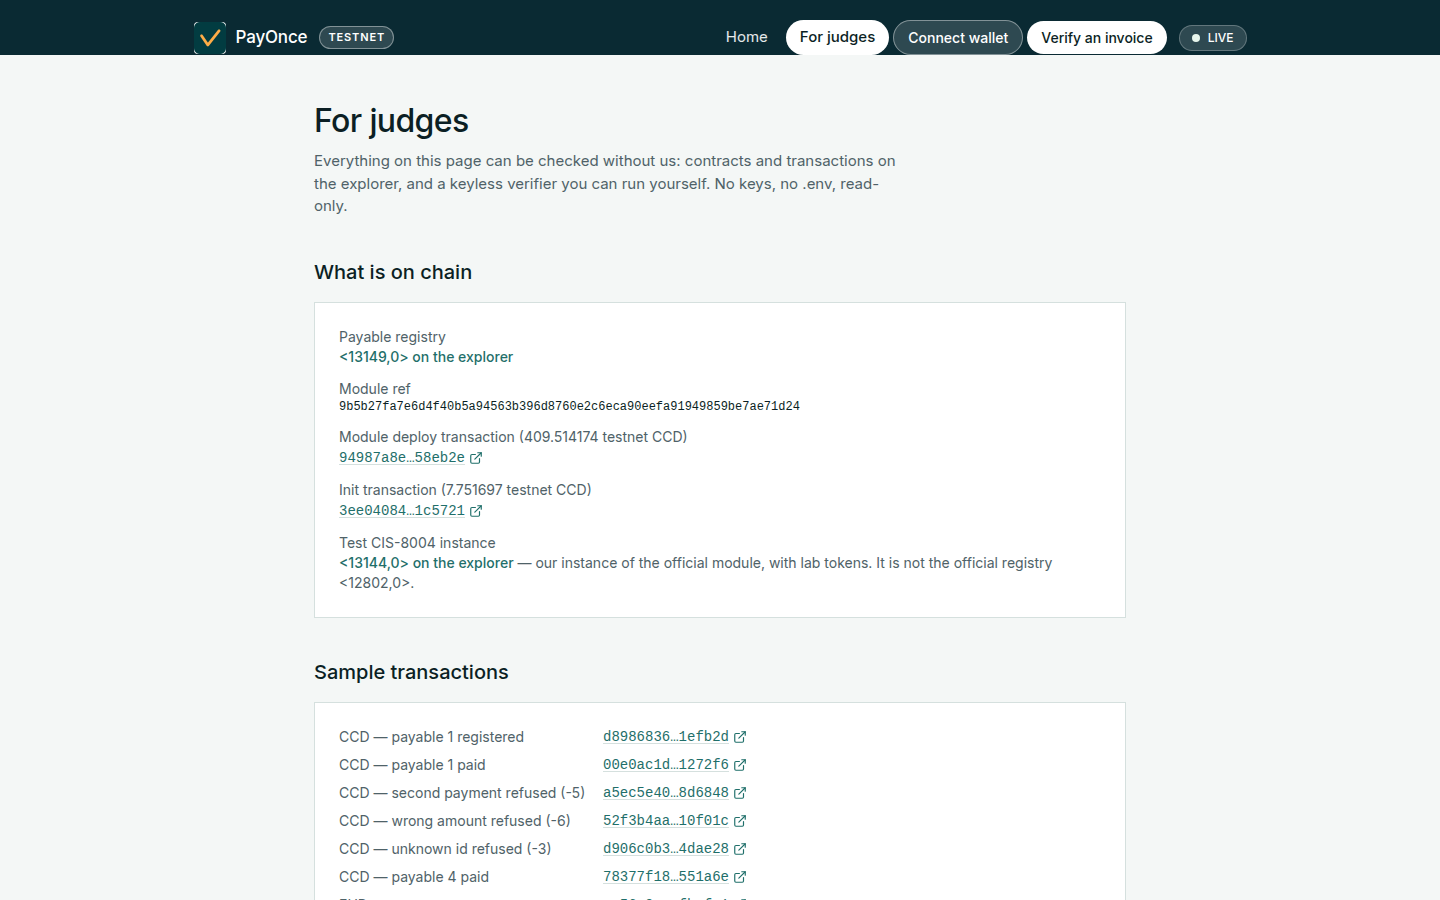 PayOnce TESTNET Home For judges Connect wallet Verify an invoice LIVE
For judges
Everything on this page can be checked without us: contracts and transactions on
the explorer, and a keyless verifier you can run yourself. No keys, no .env, read-
only.
What is on chain
Payable registry
<13149,0> on the explorer
Module ref
9b5b27fa7e6d4f40b5a94563b396d8760e2c6eca90eefa91949859be7ae71d24
Module deploy transaction (409.514174 testnet CCD)
94987a8e…58eb2e
Init transaction (7.751697 testnet CCD)
3ee04084…1c5721
Test CIS-8004 instance
<13144,0> on the explorer — our instance of the official module, with lab tokens. It is not the official registry
<12802,0>.
Sample transactions
CCD — payable 1 registered d8986836…1efb2d
CCD — payable 1 paid 00e0ac1d…1272f6
CCD — second payment refused (-5) a5ec5e40…8d6848
CCD — wrong amount refused (-6) 52f3b4aa…10f01c
CCD — unknown id refused (-3) d906c0b3…4dae28
CCD — payable 4 paid 78377f18…551a6e